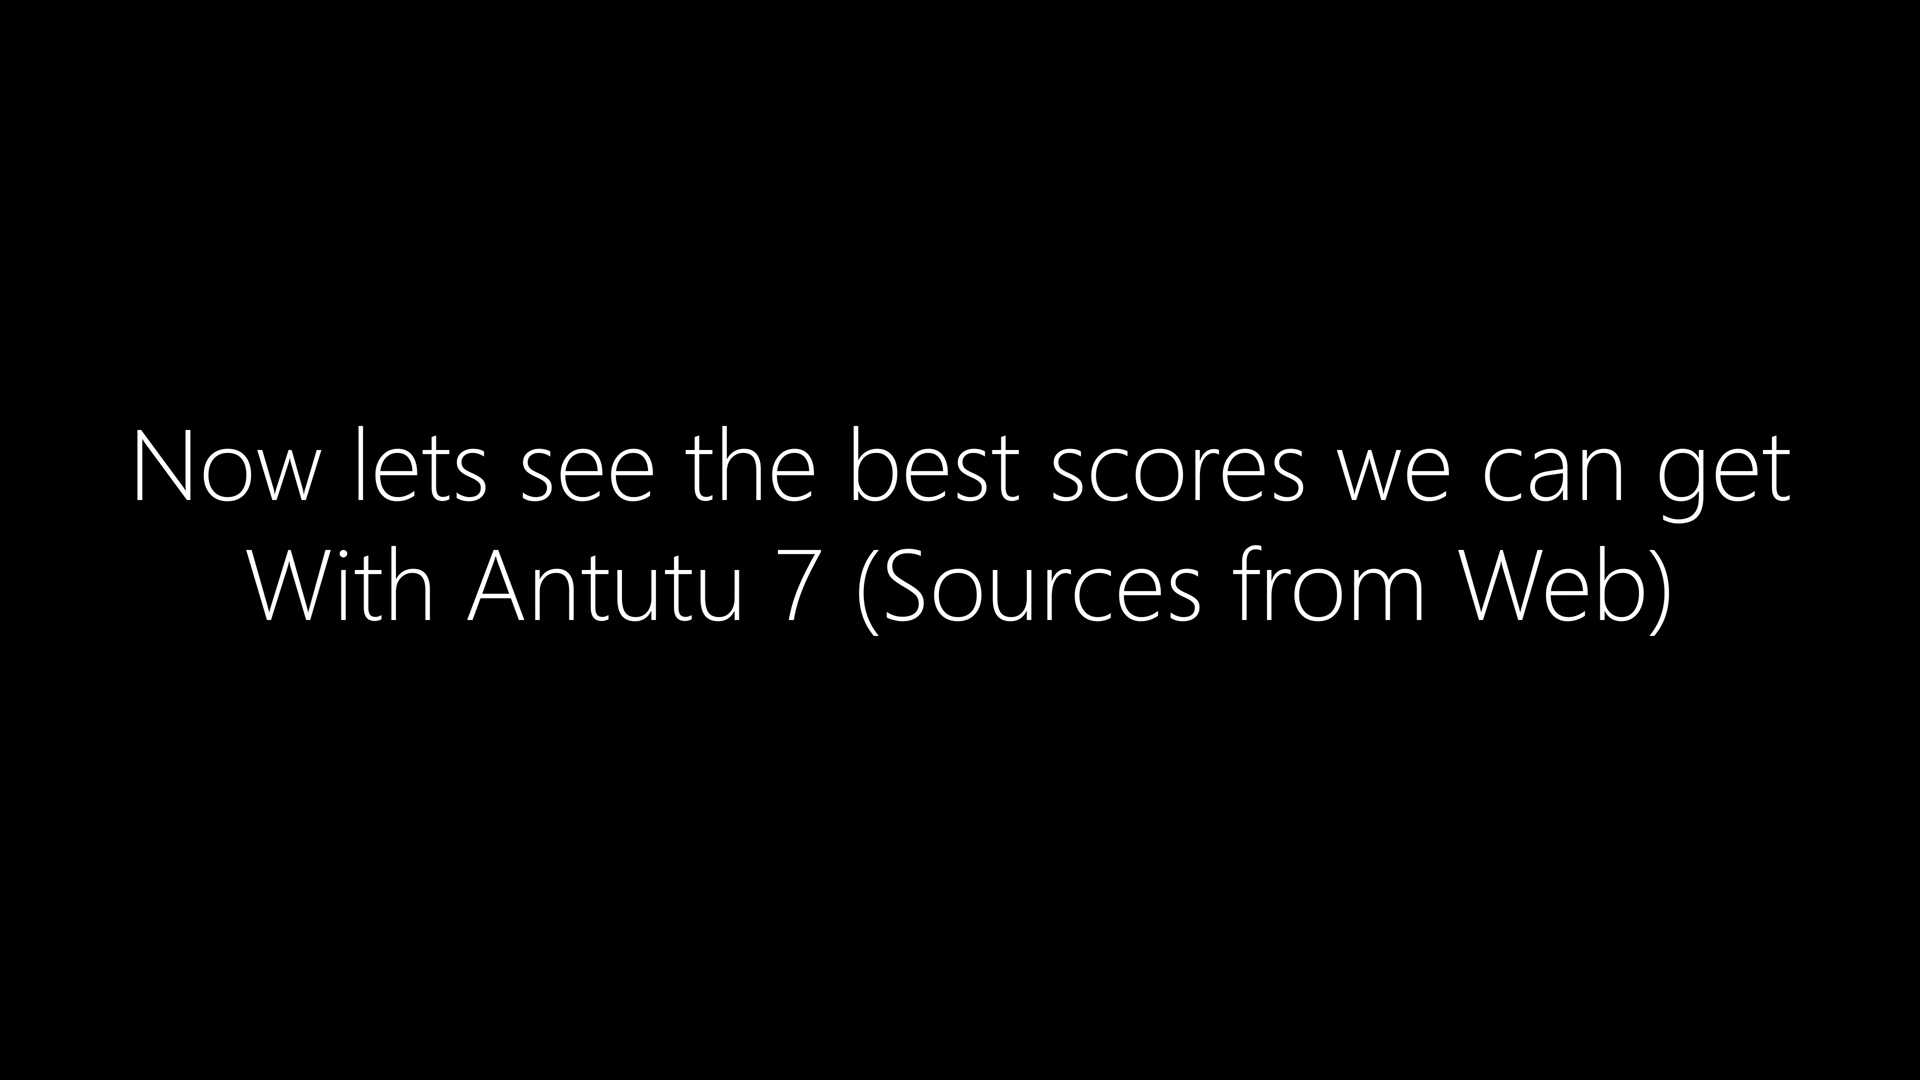 Now lets see the best scores we can get
With Antutu 7 (Sources from Web)